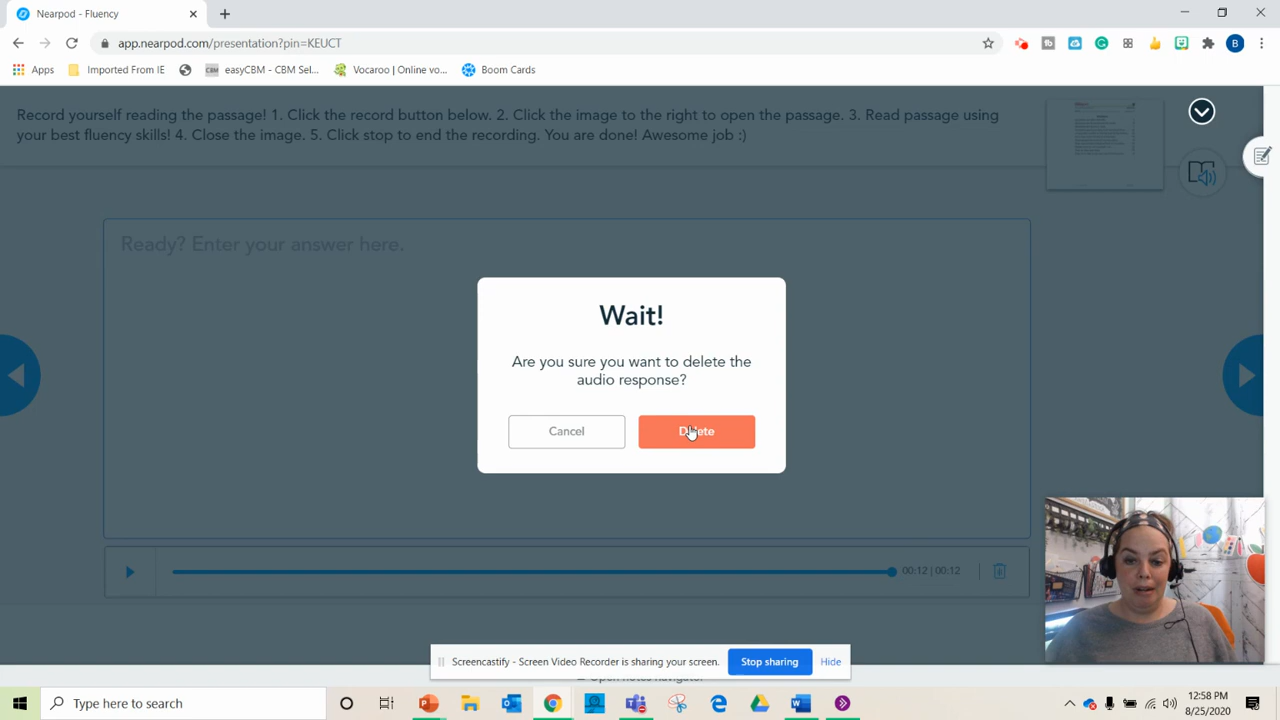 Nearpod - Fluency
app.nearpod.com/presentation?pin=KEUCT
Apps
Imported From IE
easyCBM - CBM Sel...
Vocaroo | Online vo...
Boom Cards
Record yourself reading the passage! 1. Click the record button below. 2. Click the image to the right to open the passage. 3. Read passage using
your best fluency skills! 4. Close the image. 5. Click stop to end the recording. You are done! Awesome job :)
Ready? Enter your answer here.
Wait!
Are you sure you want to delete the
audio response?
Cancel
Delete
00:12 | 00:12
Screencastify - Screen Video Recorder is sharing your screen.
Stop sharing
Hide
Open notes navigator
Type here to search
12:58 PM
8/25/2020